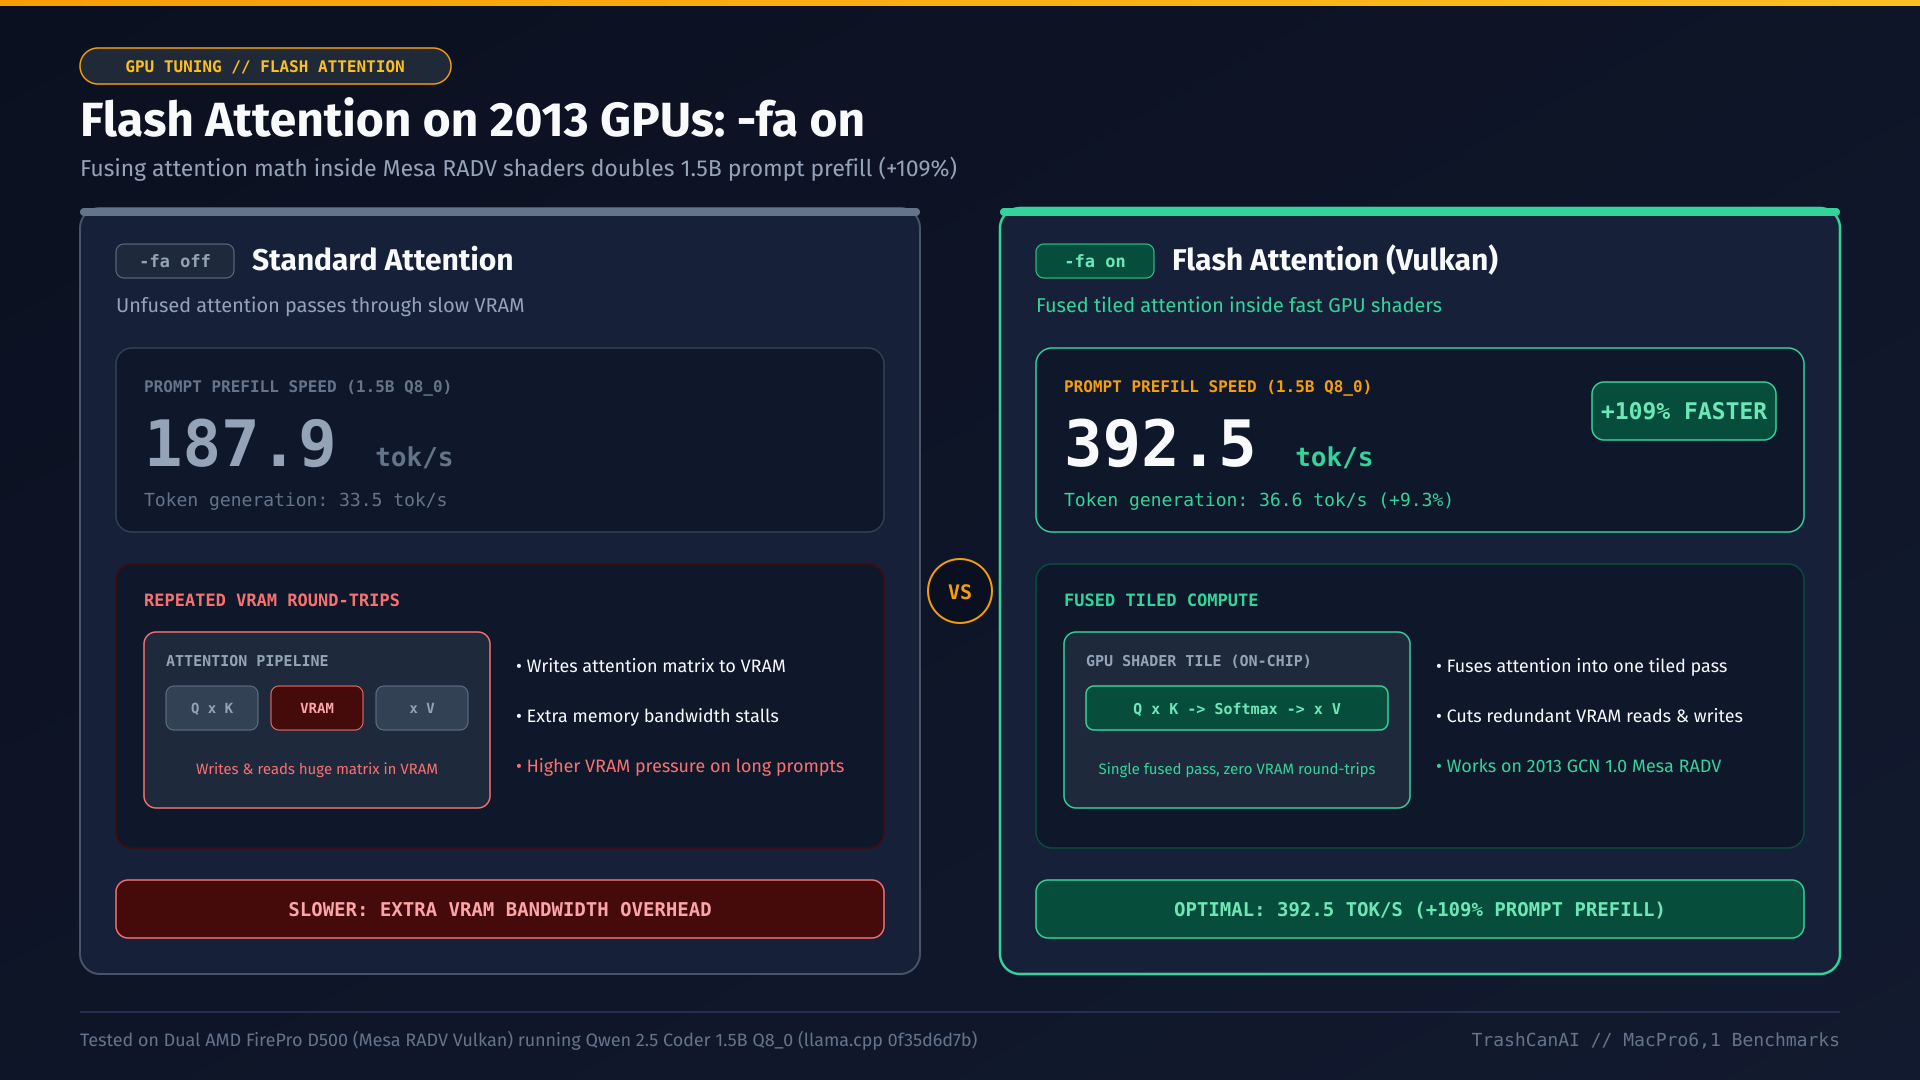 GPU TUNING // FLASH ATTENTION
Flash Attention on 2013 GPUs: -fa on
Fusing attention math inside Mesa RADV shaders doubles 1.5B prompt prefill (+109%)
-fa off
Standard Attention
Unfused attention passes through slow VRAM
PROMPT PREFILL SPEED (1.5B Q8_0)
187.9 tok/s
Token generation: 33.5 tok/s
REPEATED VRAM ROUND-TRIPS
ATTENTION PIPELINE
Q x K
VRAM
x V
Writes & reads huge matrix in VRAM
• Writes attention matrix to VRAM
• Extra memory bandwidth stalls
• Higher VRAM pressure on long prompts
SLOWER: EXTRA VRAM BANDWIDTH OVERHEAD
VS
-fa on
Flash Attention (Vulkan)
Fused tiled attention inside fast GPU shaders
PROMPT PREFILL SPEED (1.5B Q8_0)
392.5 tok/s
+109% FASTER
Token generation: 36.6 tok/s (+9.3%)
FUSED TILED COMPUTE
GPU SHADER TILE (ON-CHIP)
Q x K -> Softmax -> x V
Single fused pass, zero VRAM round-trips
• Fuses attention into one tiled pass
• Cuts redundant VRAM reads & writes
• Works on 2013 GCN 1.0 Mesa RADV
OPTIMAL: 392.5 TOK/S (+109% PROMPT PREFILL)
Tested on Dual AMD FirePro D500 (Mesa RADV Vulkan) running Qwen 2.5 Coder 1.5B Q8_0 (llama.cpp 0f35d6d7b)
TrashCanAI // MacPro6,1 Benchmarks